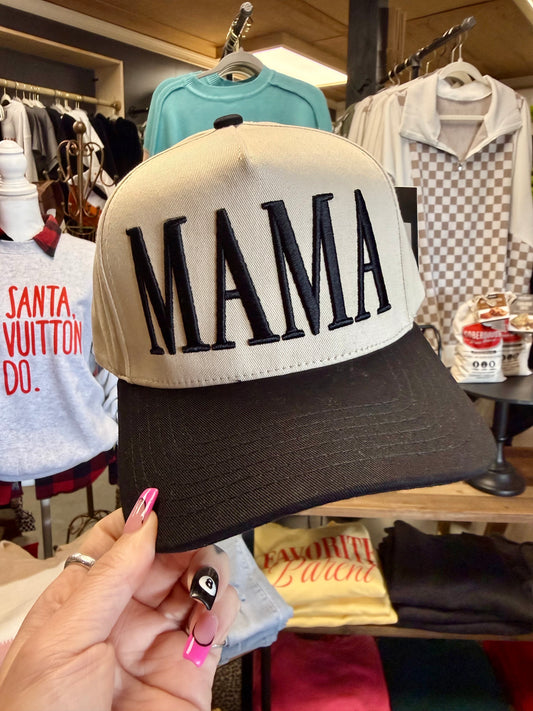 MAMA
SANTA,
VUITTON
DO.
FAVORITE
Parent